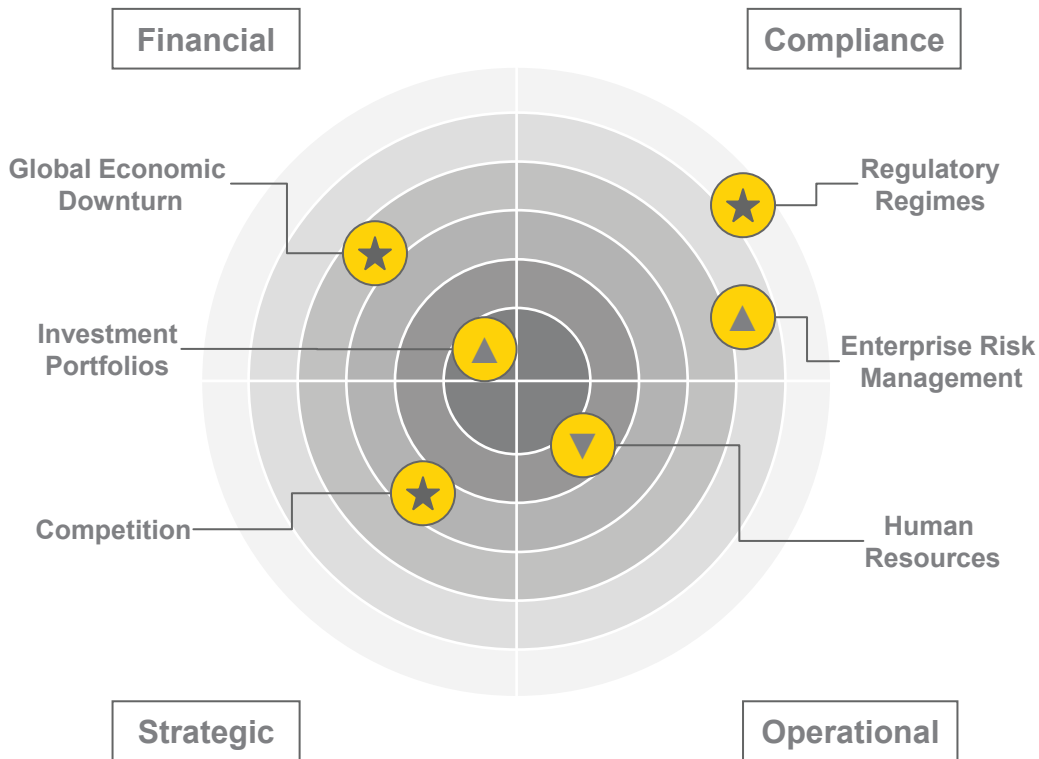 Financial
Compliance
Global Economic
Downturn
Regulatory
Regimes
Investment
Portfolios
Enterprise Risk
Management
Competition
Human
Resources
Strategic
Operational